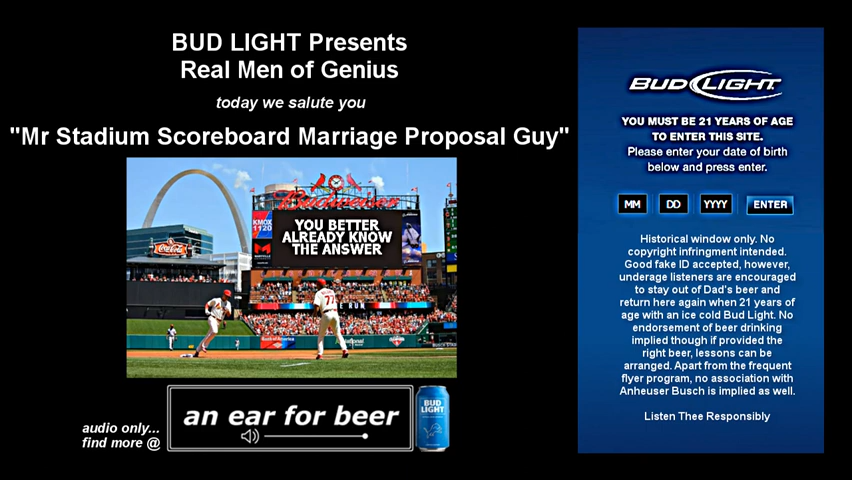 BUD LIGHT Presents
Real Men of Genius
today we salute you
"Mr Stadium Scoreboard Marriage Proposal Guy"
Budweiser
KMOX
1120
YOU BETTER
ALREADY KNOW
THE ANSWER
Coca-Cola
RUN
Bank of America
National
77
audio only...
find more @
an ear for beer
BUD
LIGHT
BUD LIGHT
YOU MUST BE 21 YEARS OF AGE
TO ENTER THIS SITE.
Please enter your date of birth
below and press enter.
MM DD YYYY ENTER
Historical window only. No
copyright infringment intended.
Good fake ID accepted, however,
underage listeners are encouraged
to stay out of Dad's beer and
return here again when 21 years of
age with an ice cold Bud Light. No
endorsement of beer drinking
implied though if provided the
right beer, lessons can be
arranged. Apart from the frequent
flyer program, no association with
Anheuser Busch is implied as well.
Listen Thee Responsibly